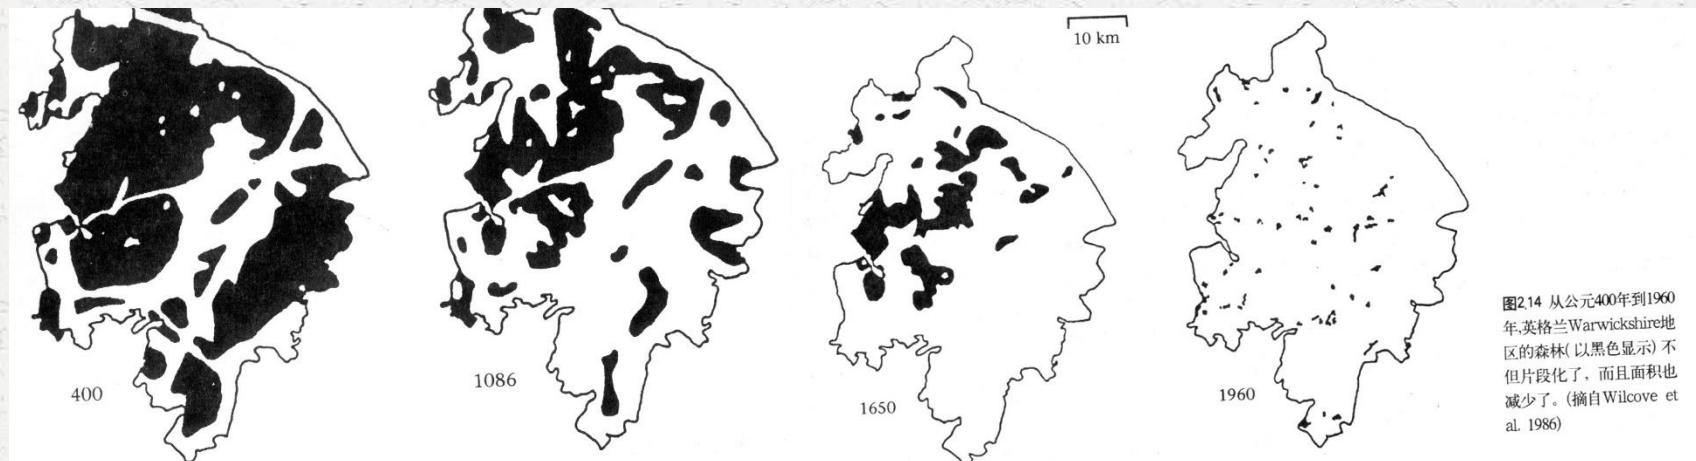 10 km
400
1086
1650
1960
图2.14 从公元400年到1960
年,英格兰Warwickshire地
区的森林(以黑色显示)不
但片段化了，而且面积也
减少了。(摘自Wilcove et
al. 1986)